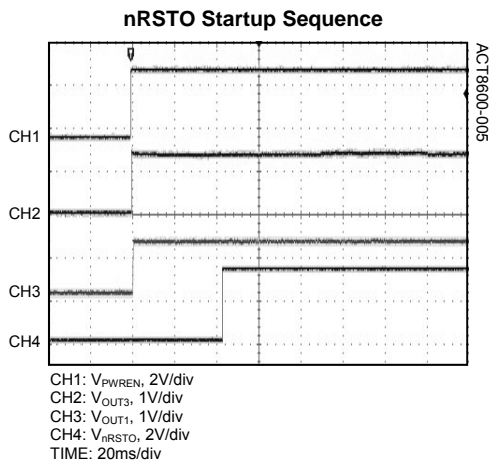 nRSTO Startup Sequence
ACT8600-005
CH1
CH2
CH3
CH4
CH1: VPWREN, 2V/div
CH2: VOUT3, 1V/div
CH3: VOUT1, 1V/div
CH4: VnRSTO, 2V/div
TIME: 20ms/div